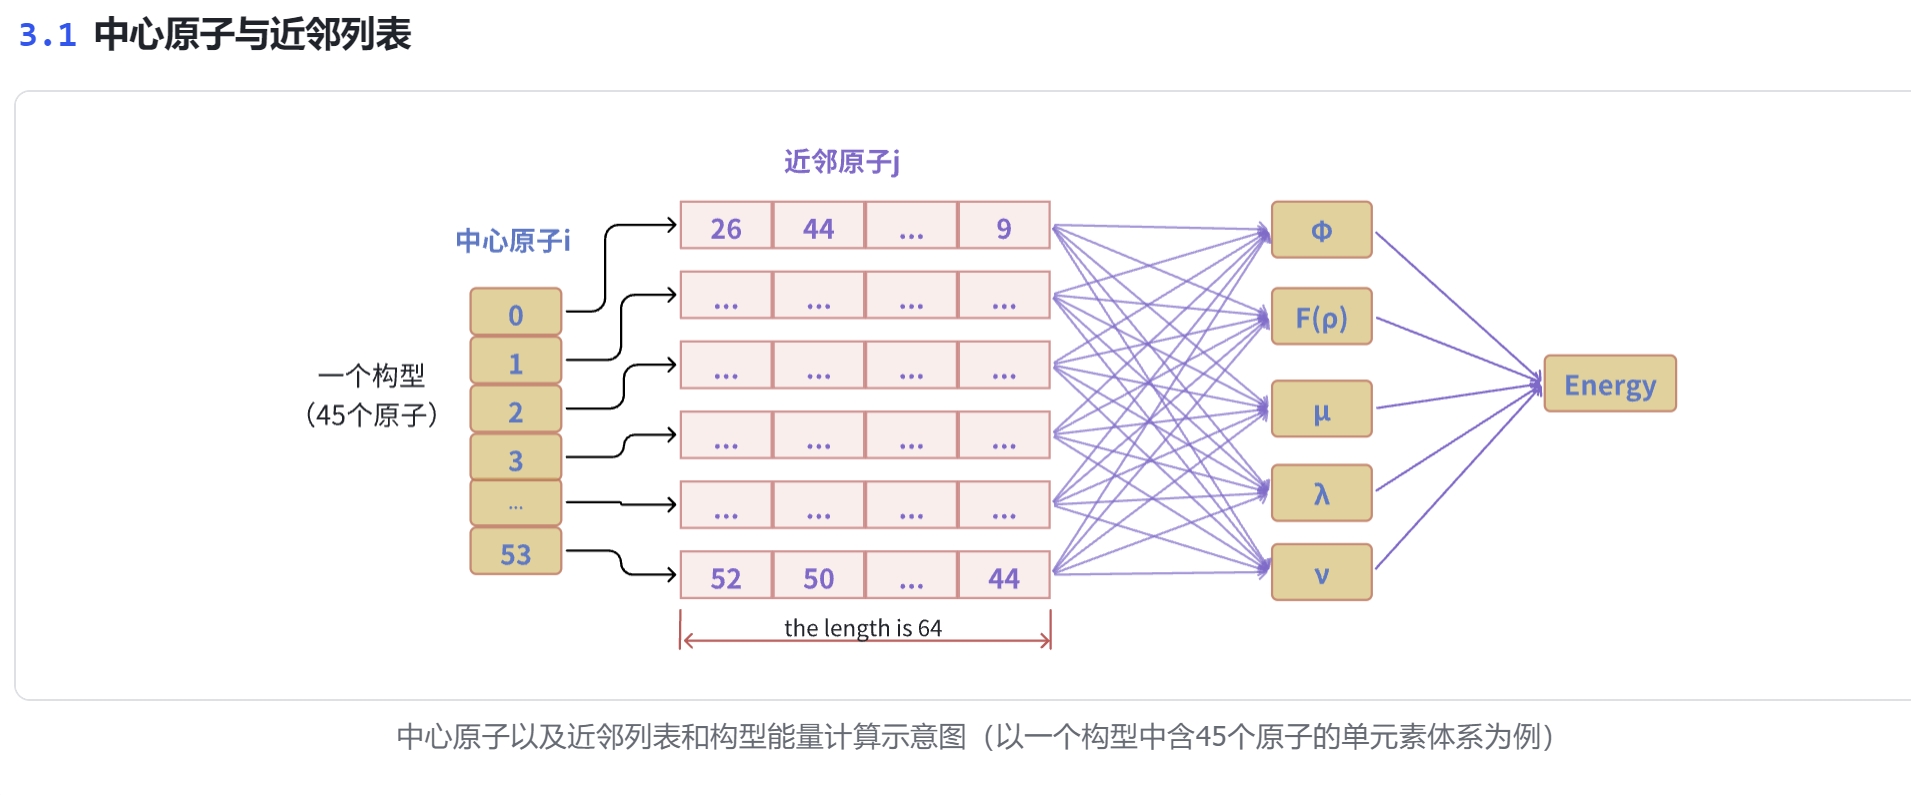 3.1 中心原子与近邻列表
近邻原子j
中心原子i
一个构型
（45个原子）
0
1
2
3
...
53
26 44 ... 9
... ... ... ...
... ... ... ...
... ... ... ...
... ... ... ...
52 50 ... 44
the length is 64
Φ
F(ρ)
μ
λ
ν
Energy
中心原子以及近邻列表和构型能量计算示意图（以一个构型中含45个原子的单元素体系为例）